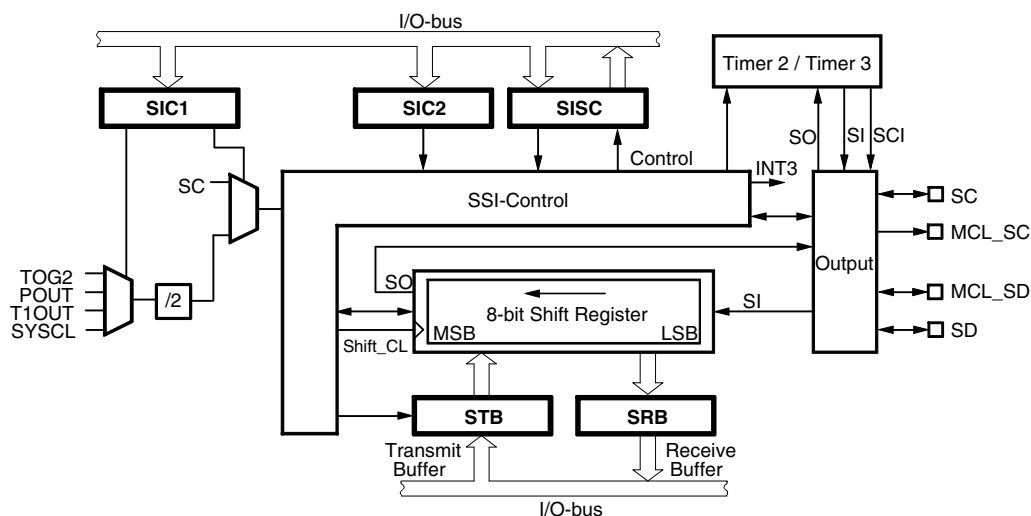 I/O-bus
SIC1
SIC2
SISC
Timer 2 / Timer 3
SO
SI
SCI
Control
INT3
SC
SSI-Control
SC
MCL_SC
Output
MCL_SD
SD
TOG2
POUT
T1OUT
SYSCL
/2
SO
SI
8-bit Shift Register
MSB
LSB
Shift_CL
STB
SRB
Transmit
Buffer
Receive
Buffer
I/O-bus